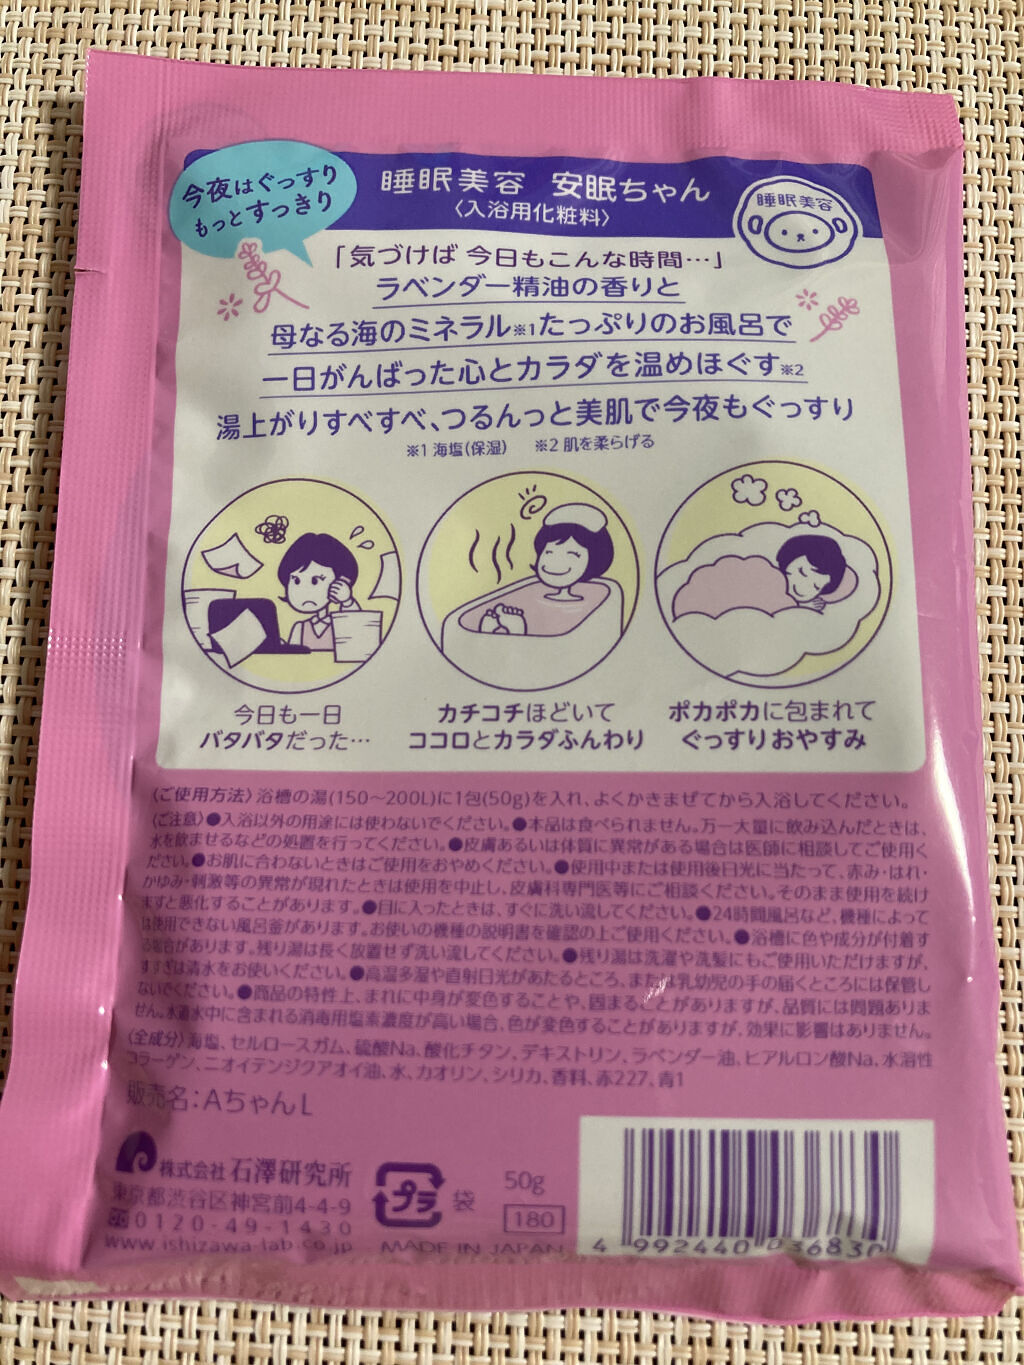 今夜はぐっすり
もっとすっきり
睡眠美容 安眠ちゃん
〈入浴用化粧料〉
睡眠美容
「気づけば 今日もこんな時間…」
ラベンダー精油の香りと
母なる海のミネラル※1たっぷりのお風呂で
一日がんばった心とカラダを温めほぐす※2
湯上がりすべすべ、つるんっと美肌で今夜もぐっすり
※1 海塩(保湿) ※2 肌を柔らげる
今日も一日
バタバタだった…
カチコチほどいて
ココロとカラダふんわり
ポカポカに包まれて
ぐっすりおやすみ
〈ご使用方法〉浴槽の湯(150〜200L)に1包(50g)を入れ、よくかきまぜてから入浴してください。
〈ご注意〉●入浴以外の用途には使わないでください。●本品は食べられません。万一大量に飲み込んだときは、
水を飲ませるなどの処置を行ってください。●皮膚あるいは体質に異常がある場合は医師に相談してご使用く
ださい。●お肌に合わないときはご使用をおやめください。●使用中または使用後日光に当たって、赤み・はれ・
かゆみ・刺激等の異常が現れたときは使用を中止し、皮膚科専門医等にご相談ください。そのまま使用を続け
ますと悪化することがあります。●目に入ったときは、すぐに洗い流してください。●24時間風呂など、機種によって
は使用できない風呂釜があります。お使いの機種の説明書を確認の上ご使用ください。●浴槽に色や成分が付着す
る場合があります。残り湯は長く放置せず洗い流してください。●残り湯は洗濯や洗髪にもご使用いただけますが、
すすぎは清水をお使いください。●高温多湿や直射日光があたるところ、または乳幼児の手の届くところには保管し
ないでください。●商品の特性上、まれに中身が変色することや、固まることがありますが、品質には問題ありま
せん。水道水中に含まれる消毒用塩素濃度が高い場合、色が変色することがありますが、効果に影響はありません。
〈全成分〉海塩、セルロースガム、硫酸Na、酸化チタン、デキストリン、ラベンダー油、ヒアルロン酸Na、水溶性
コラーゲン、ニオイテンジクアオイ油、水、カオリン、シリカ、香料、赤227、青1
販売名:AちゃんL
株式会社 石澤研究所
東京都渋谷区神宮前4-4-9
0120-49-1430
www.ishizawa-lab.co.jp
プラ
袋
50g
180
MADE IN JAPAN
4 992440 036830